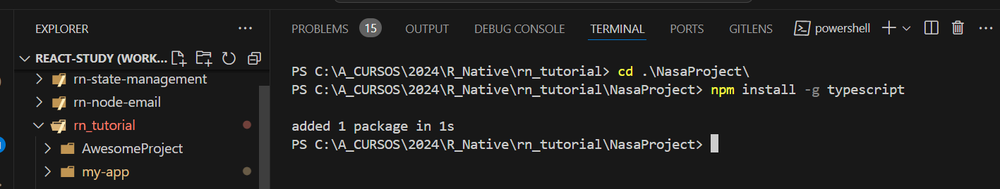 EXPLORER
REACT-STUDY (WORK...
rn-state-management
rn-node-email
rn_tutorial
AwesomeProject
my-app
PROBLEMS 15 OUTPUT DEBUG CONSOLE TERMINAL PORTS GITLENS powershell
PS C:\A_CURSOS\2024\R_Native\rn_tutorial> cd .\NasaProject\
PS C:\A_CURSOS\2024\R_Native\rn_tutorial\NasaProject> npm install -g typescript
added 1 package in 1s
PS C:\A_CURSOS\2024\R_Native\rn_tutorial\NasaProject>